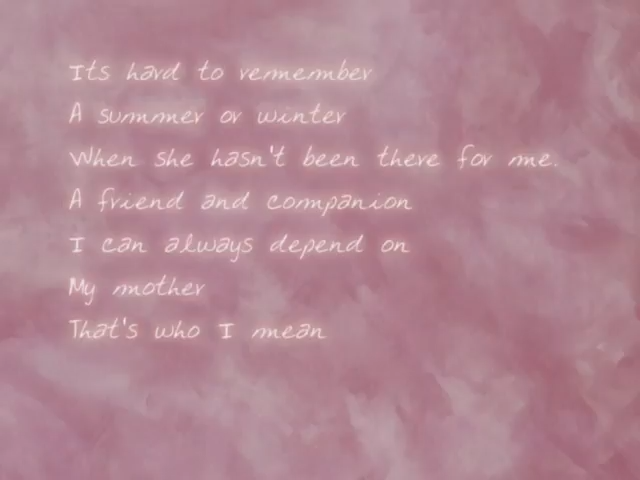 Its hard to remember
A summer or winter
When she hasn't been there for me.
A friend and companion
I can always depend on
My mother
That's who I mean